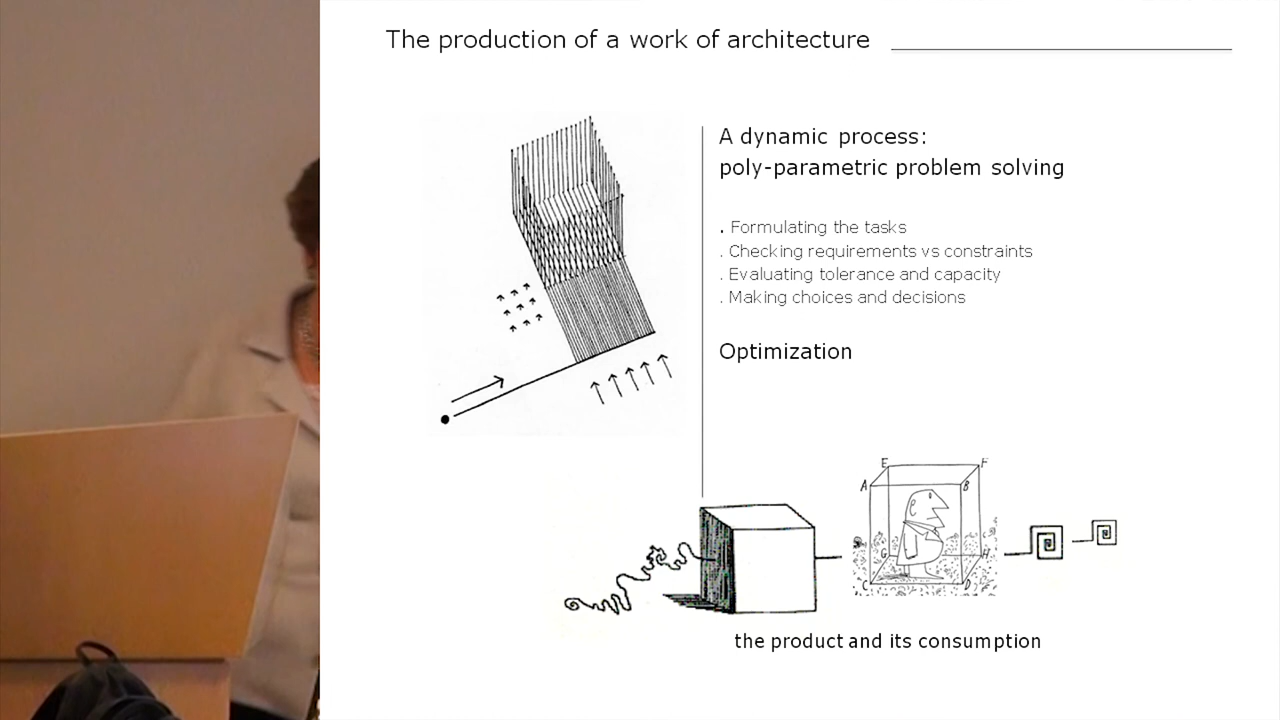 The production of a work of architecture
A dynamic process:
poly-parametric problem solving
. Formulating the tasks
. Checking requirements vs constraints
. Evaluating tolerance and capacity
. Making choices and decisions
Optimization
E F
A B
G H
C D
the product and its consumption